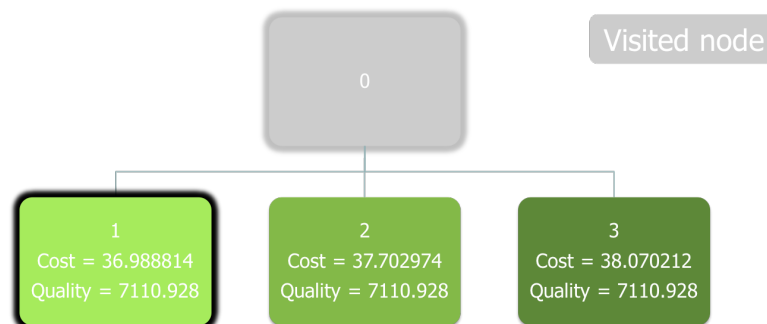 Visited node
0
1
Cost = 36.988814
Quality = 7110.928
2
Cost = 37.702974
Quality = 7110.928
3
Cost = 38.070212
Quality = 7110.928